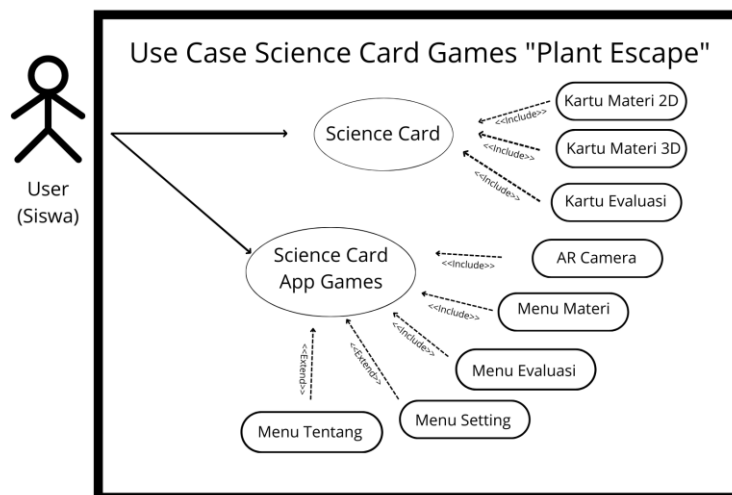 Use Case Science Card Games "Plant Escape"
User
(Siswa)
Science Card
<<Include>>
Kartu Materi 2D
<<Include>>
Kartu Materi 3D
<<Include>>
Kartu Evaluasi
Science Card
App Games
<<Include>>
AR Camera
<<Include>>
Menu Materi
<<Include>>
Menu Evaluasi
<<Extend>>
Menu Setting
<<Extend>>
Menu Tentang